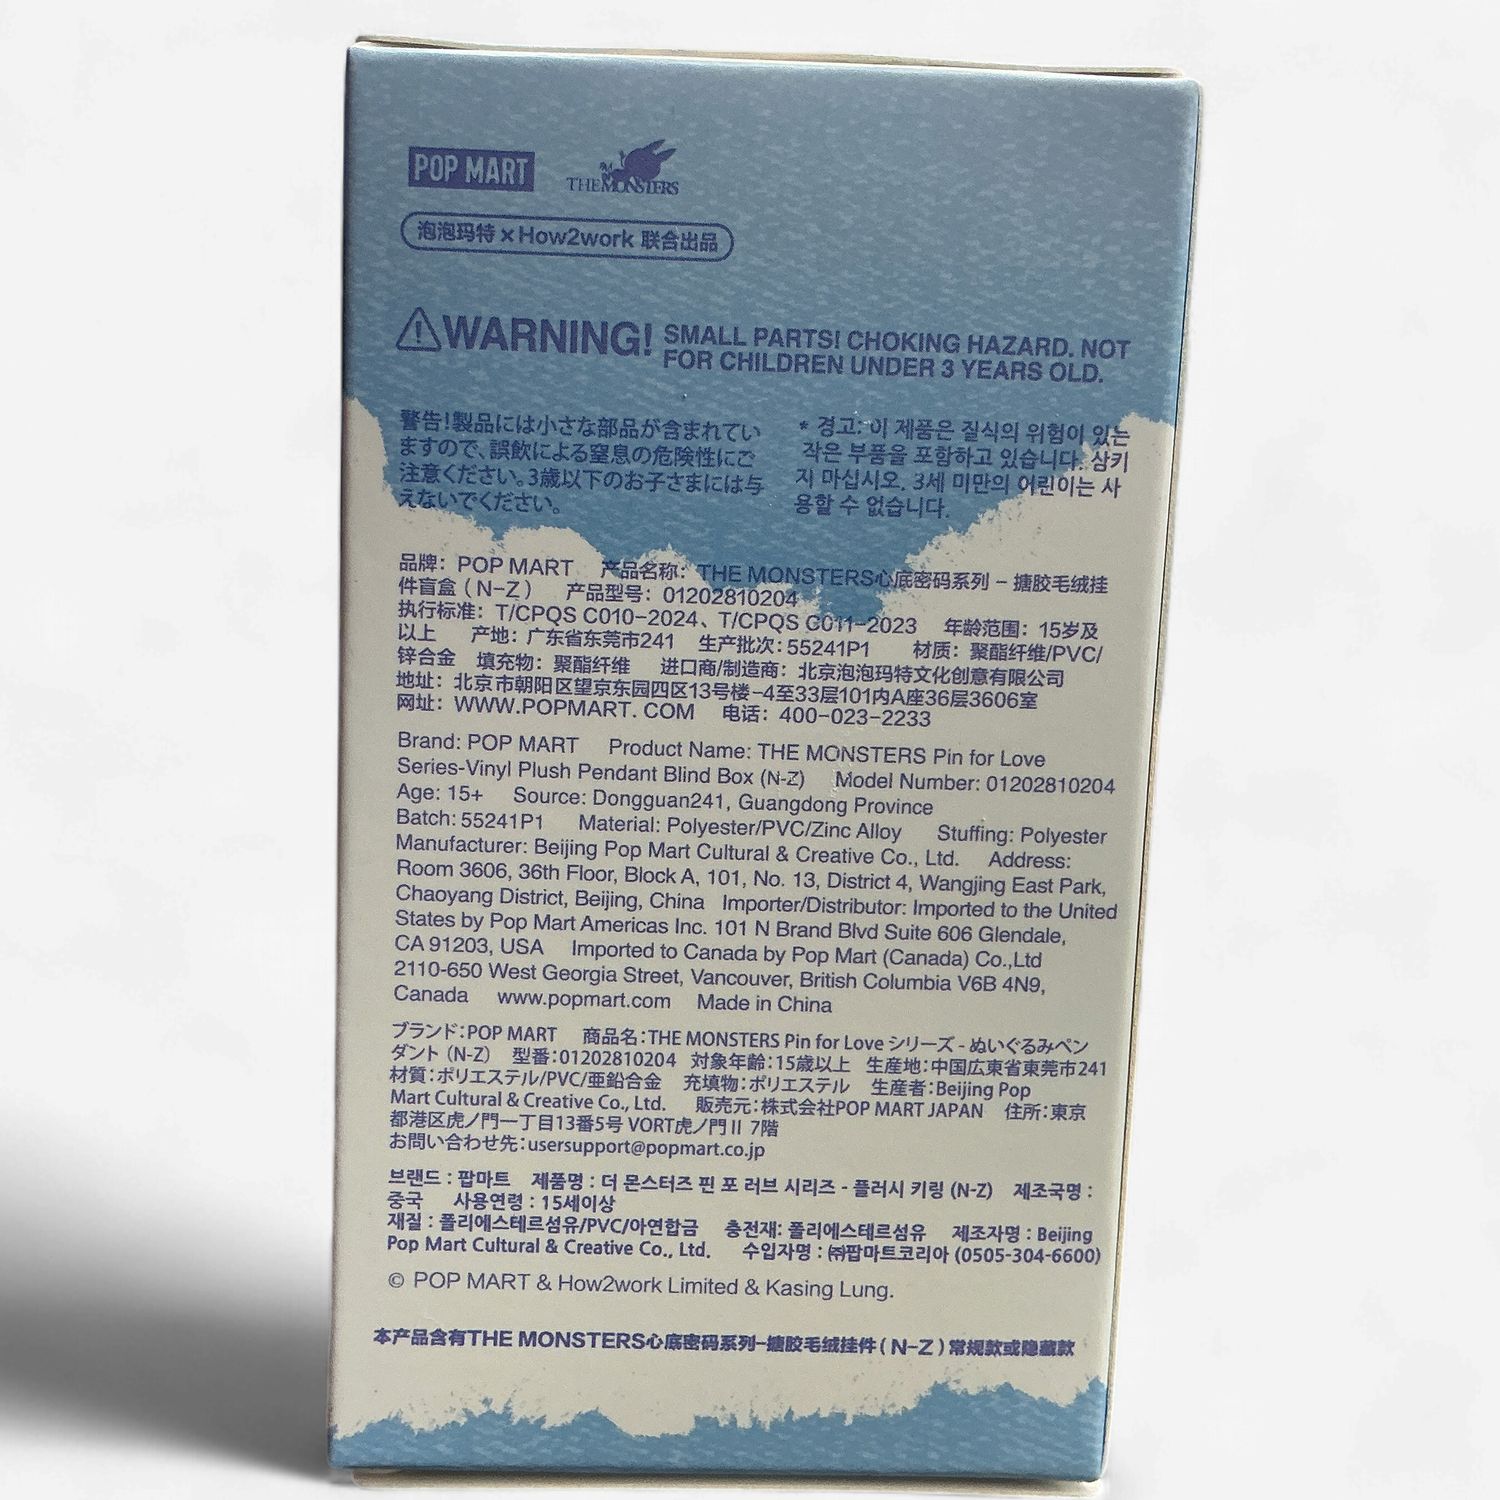 POP MART
THE MONSTERS
泡泡玛特×How2work 联合出品
WARNING! SMALL PARTS! CHOKING HAZARD. NOT
FOR CHILDREN UNDER 3 YEARS OLD.
警告!製品には小さな部品が含まれてい
ますので、誤飲による窒息の危険性にご
注意ください。3歳以下のお子さまには与
えないでください。
* 경고: 이 제품은 질식의 위험이 있는
작은 부품을 포함하고 있습니다. 삼키
지 마십시오. 3세 미만의 어린이는 사
용할 수 없습니다.
品牌：POP MART 产品名称：THE MONSTERS心底密码系列－搪胶毛绒挂
件盲盒（N-Z） 产品型号：01202810204
执行标准：T/CPQS C010-2024、T/CPQS C011-2023 年龄范围：15岁及
以上 产地：广东省东莞市241 生产批次：55241P1 材质：聚酯纤维/PVC/
锌合金 填充物：聚酯纤维 进口商/制造商：北京泡泡玛特文化创意有限公司
地址：北京市朝阳区望京东园四区13号楼-4至33层101内A座36层3606室
网址：WWW.POPMART. COM 电话：400-023-2233
Brand: POP MART Product Name: THE MONSTERS Pin for Love
Series-Vinyl Plush Pendant Blind Box (N-Z) Model Number: 01202810204
Age: 15+ Source: Dongguan241, Guangdong Province
Batch: 55241P1 Material: Polyester/PVC/Zinc Alloy Stuffing: Polyester
Manufacturer: Beijing Pop Mart Cultural & Creative Co., Ltd. Address:
Room 3606, 36th Floor, Block A, 101, No. 13, District 4, Wangjing East Park,
Chaoyang District, Beijing, China Importer/Distributor: Imported to the United
States by Pop Mart Americas Inc. 101 N Brand Blvd Suite 606 Glendale,
CA 91203, USA Imported to Canada by Pop Mart (Canada) Co.,Ltd
2110-650 West Georgia Street, Vancouver, British Columbia V6B 4N9,
Canada www.popmart.com Made in China
ブランド：POP MART 商品名：THE MONSTERS Pin for Love シリーズ - ぬいぐるみペン
ダント（N-Z） 型番：01202810204 対象年齢：15歳以上 生産地：中国広東省東莞市241
材質：ポリエステル/PVC/亜鉛合金 充填物：ポリエステル 生産者：Beijing Pop
Mart Cultural & Creative Co., Ltd. 販売元：株式会社POP MART JAPAN 住所：東京
都港区虎ノ門一丁目13番5号 VORT虎ノ門Ⅱ 7階
お問い合わせ先：usersupport@popmart.co.jp
브랜드 : 팝마트 제품명 : 더 몬스터즈 핀 포 러브 시리즈 - 플러시 키링 (N-Z) 제조국명 :
중국 사용연령 : 15세이상
재질 : 폴리에스테르섬유/PVC/아연합금 충전재: 폴리에스테르섬유 제조자명 : Beijing
Pop Mart Cultural & Creative Co., Ltd. 수입자명 : ㈜팝마트코리아 (0505-304-6600)
© POP MART & How2work Limited & Kasing Lung.
本产品含有THE MONSTERS心底密码系列-搪胶毛绒挂件（N-Z）常规款或隐藏款